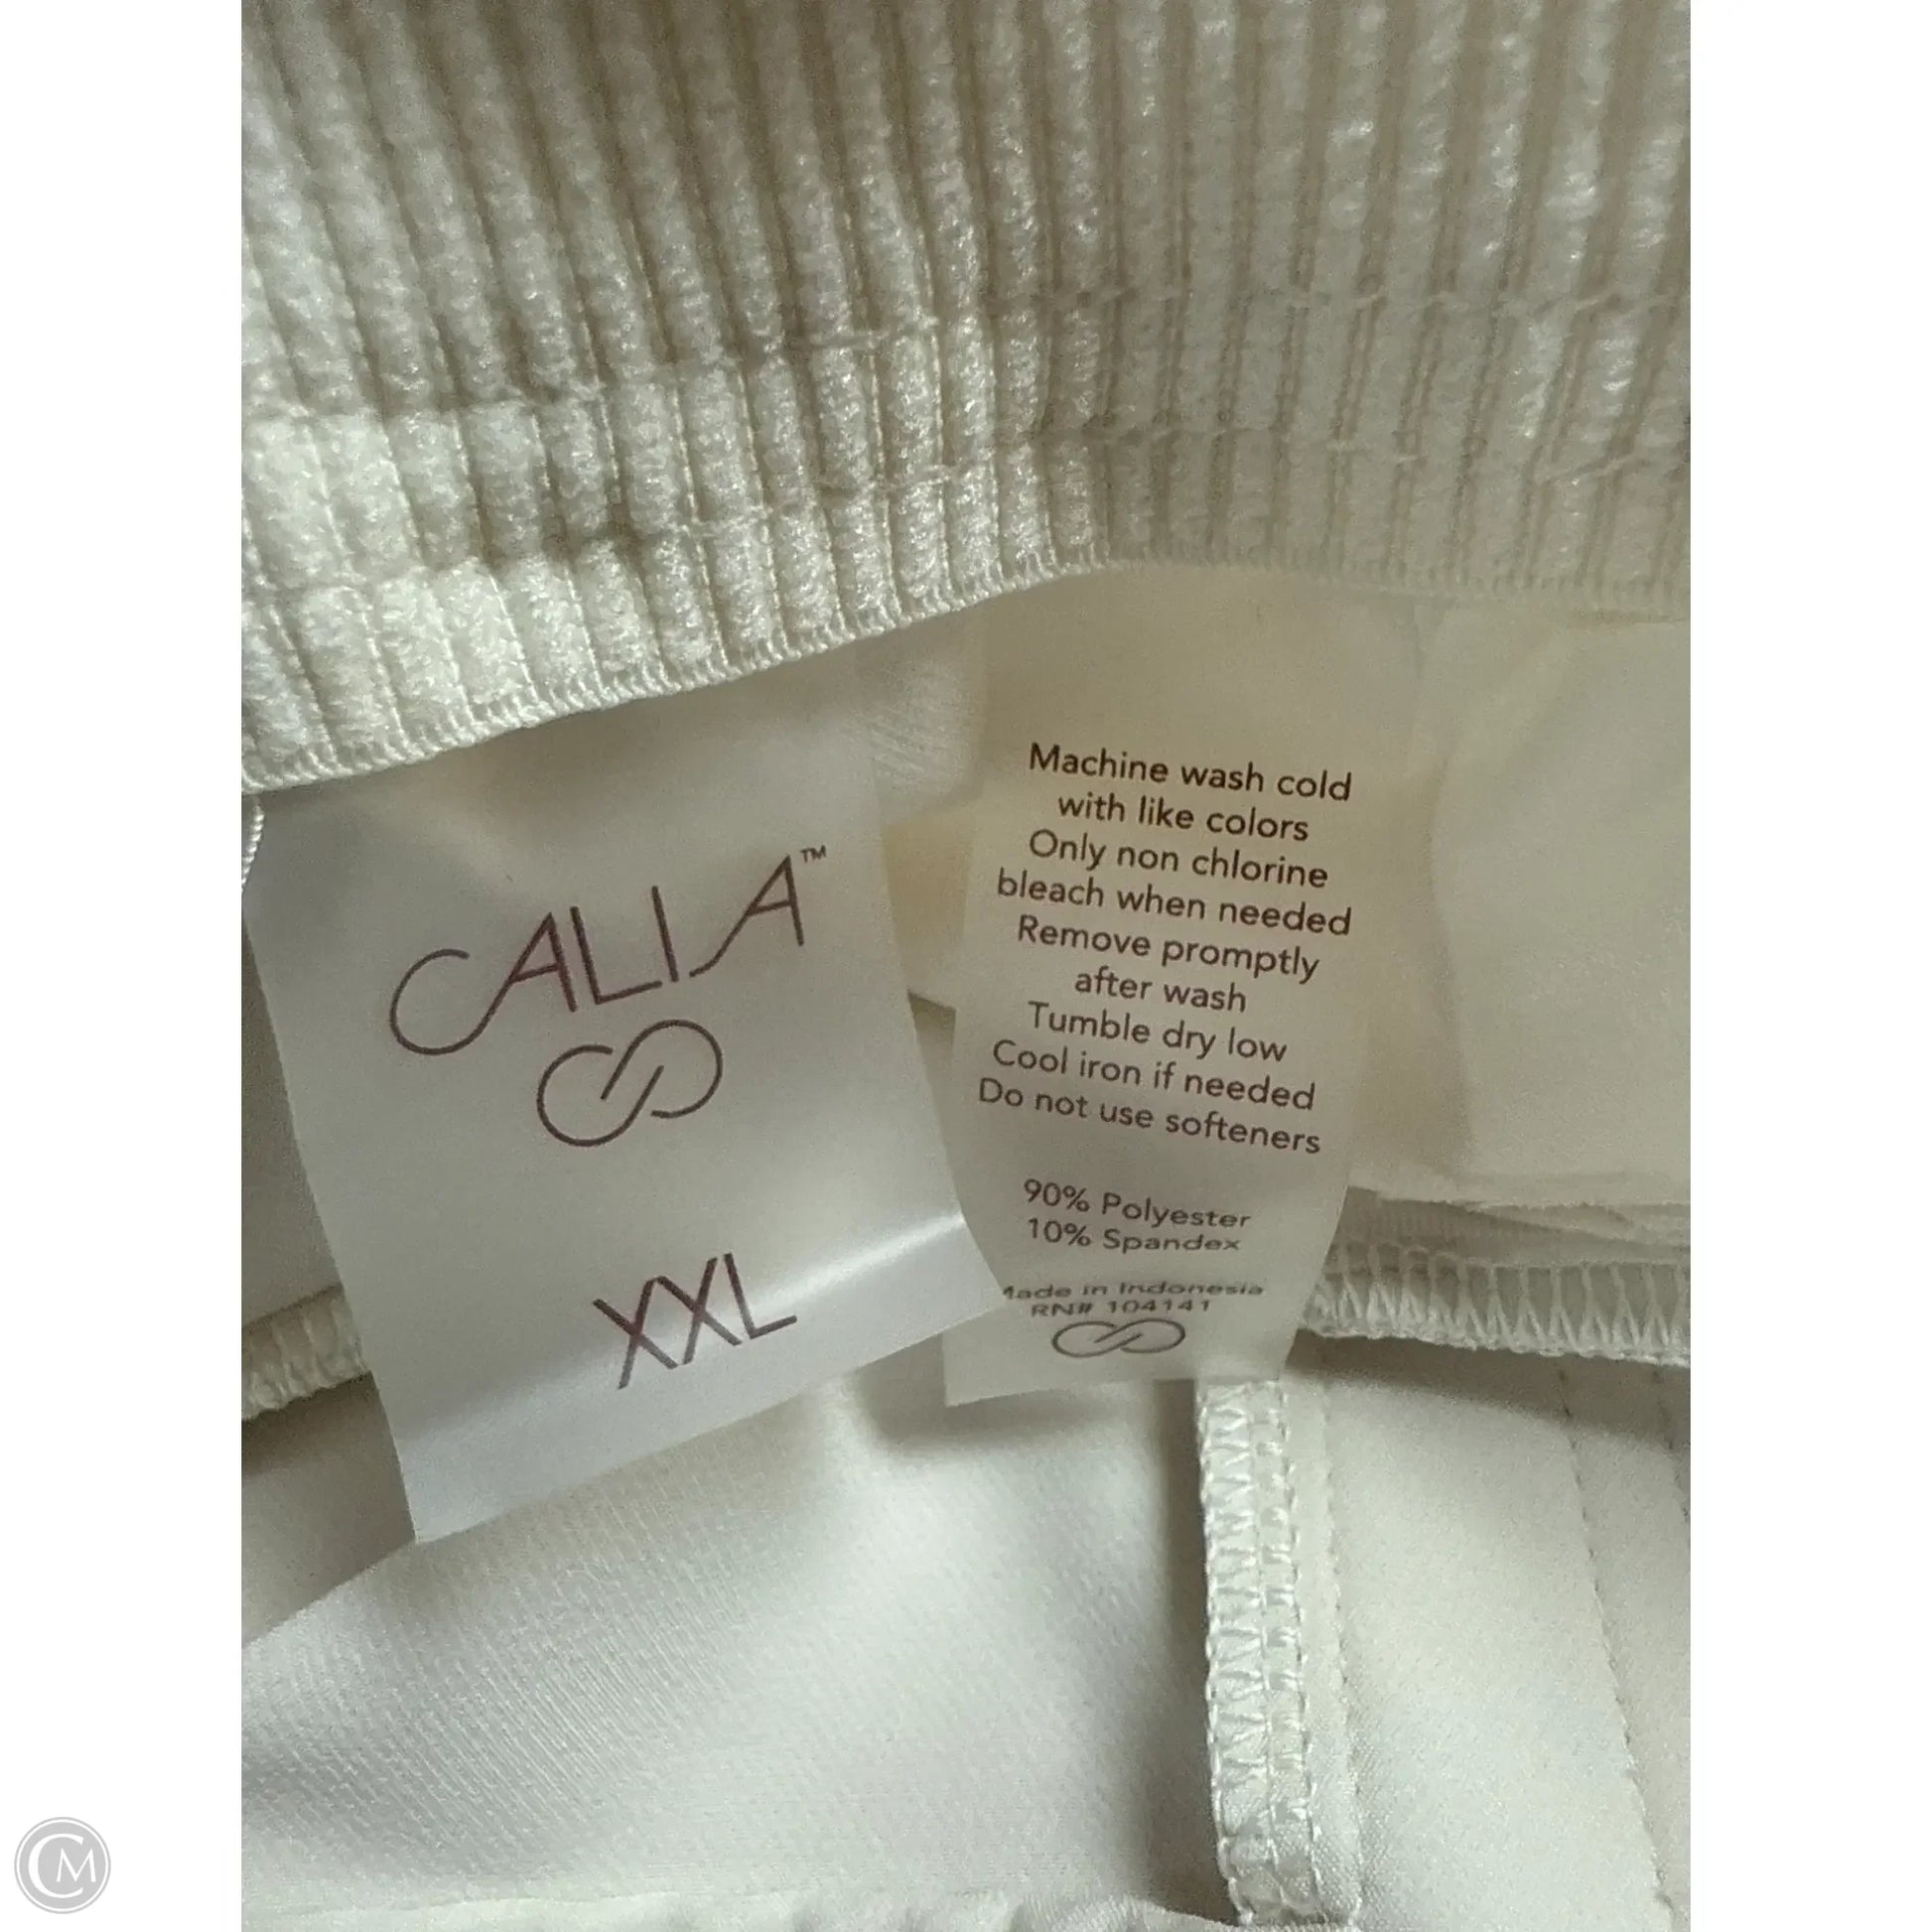 CALIA™
XXL
Machine wash cold
with like colors
Only non chlorine
bleach when needed
Remove promptly
after wash
Tumble dry low
Cool iron if needed
Do not use softeners
90% Polyester
10% Spandex
Made in Indonesia
RN# 104141
CM